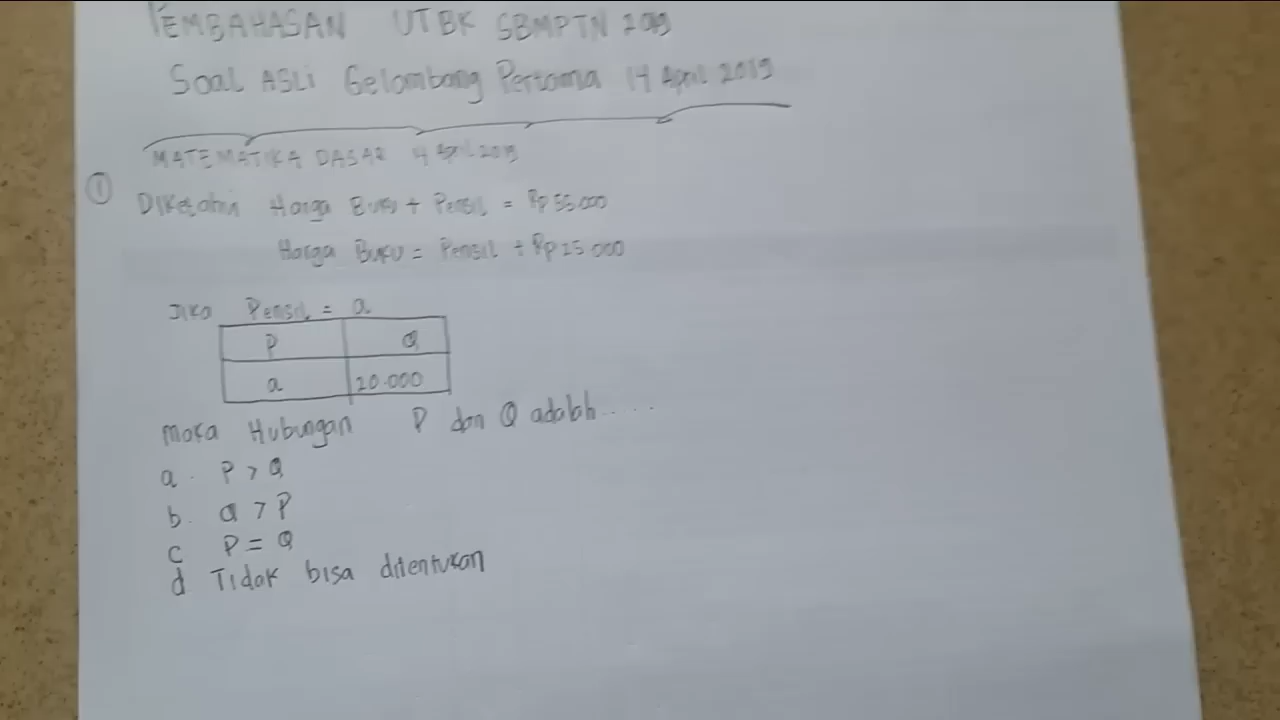 PEMBAHASAN UTBK SBMPTN 2019
Soal ASLi Gelombang Pertama 14 April 2019
MATEMATIKA DASAR 14 April 2019
① Diketahui Harga Buku + Pensil = Rp 55.000
Harga Buku = Pensil + Rp 25.000
Jika Pensil = a
P Q
a 20.000
maka Hubungan P dan Q adalah.....
a. P > Q
b. Q > P
c P = Q
d Tidak bisa ditentukan